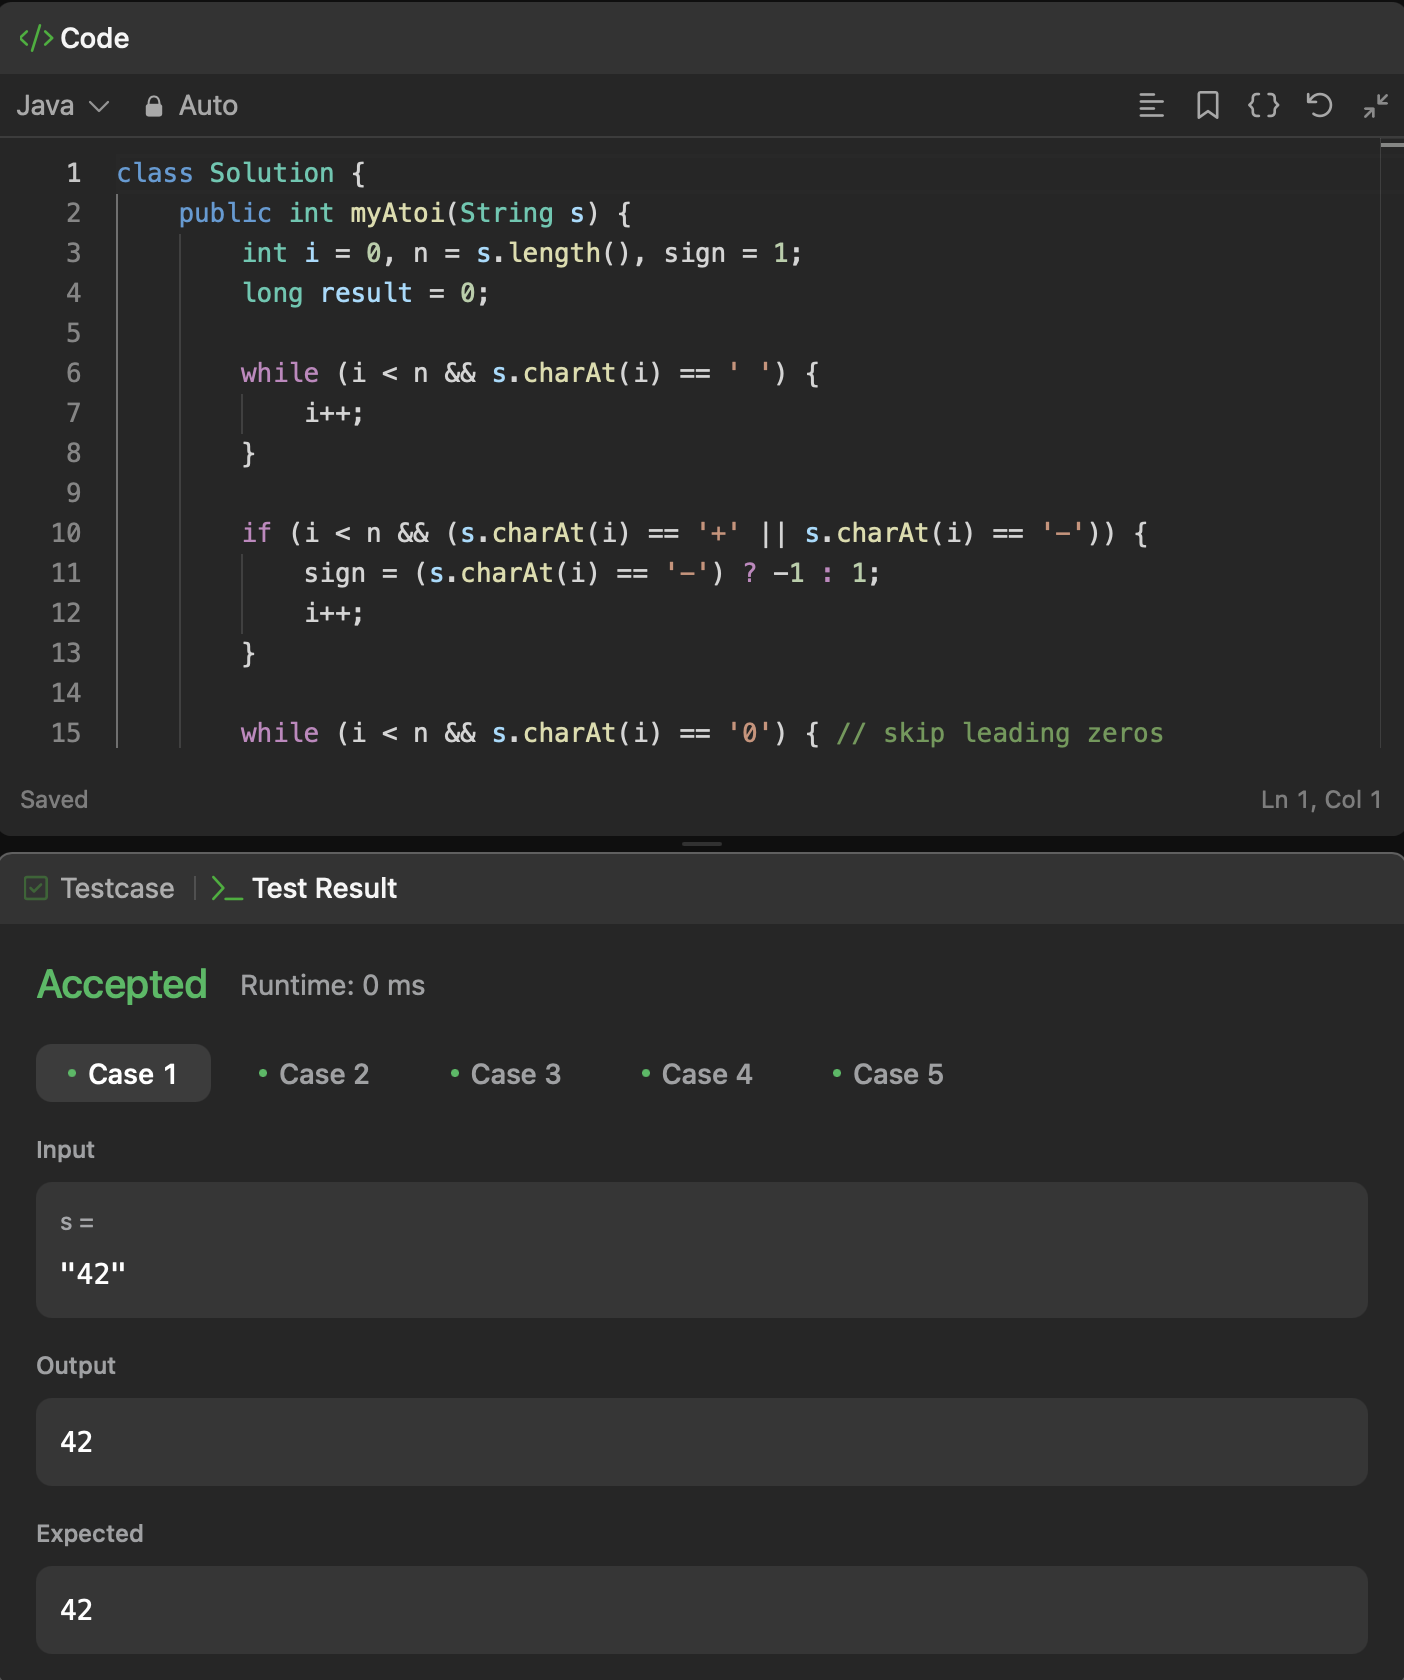 </> Code
Java Auto {}
1 class Solution {
2 public int myAtoi(String s) {
3 int i = 0, n = s.length(), sign = 1;
4 long result = 0;
5
6 while (i < n && s.charAt(i) == ' ') {
7 i++;
8 }
9
10 if (i < n && (s.charAt(i) == '+' || s.charAt(i) == '-')) {
11 sign = (s.charAt(i) == '-') ? -1 : 1;
12 i++;
13 }
14
15 while (i < n && s.charAt(i) == '0') { // skip leading zeros
Saved Ln 1, Col 1
Testcase | >_ Test Result
Accepted Runtime: 0 ms
• Case 1 • Case 2 • Case 3 • Case 4 • Case 5
Input
s =
"42"
Output
42
Expected
42